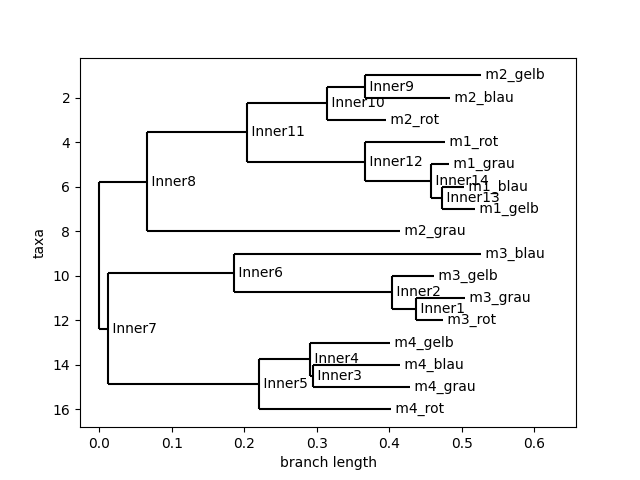 m2_gelb
Inner9
m2_blau
Inner10
m2_rot
Inner11
m1_rot
Inner12
m1_grau
Inner14
m1_blau
Inner13
m1_gelb
Inner8
m2_grau
m3_blau
Inner6
m3_gelb
Inner2
m3_grau
Inner1
m3_rot
Inner7
m4_gelb
Inner4
m4_blau
Inner3
Inner5
m4_grau
m4_rot
2
4
6
8
10
12
14
16
taxa
0.0 0.1 0.2 0.3 0.4 0.5 0.6
branch length